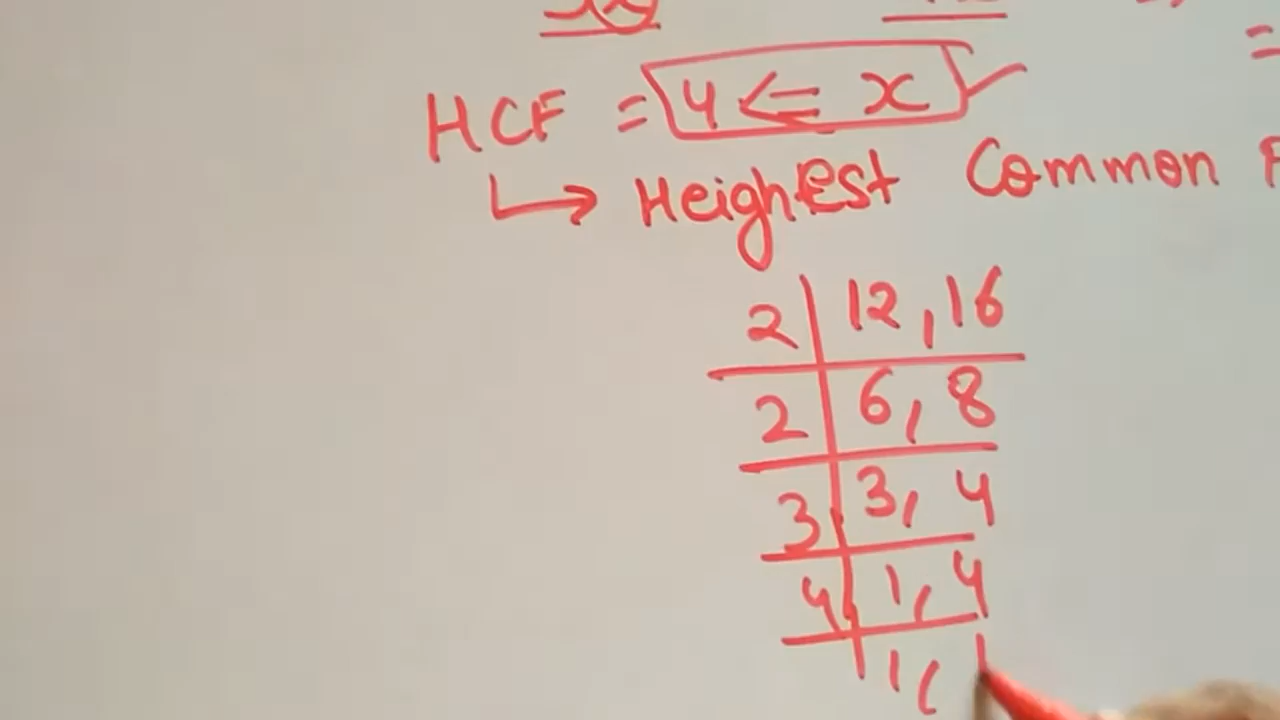 HCF = 4 <= x
↳ Heighest Common
2 | 12, 16
2 | 6, 8
3 | 3, 4
4 | 1, 4
1, 1